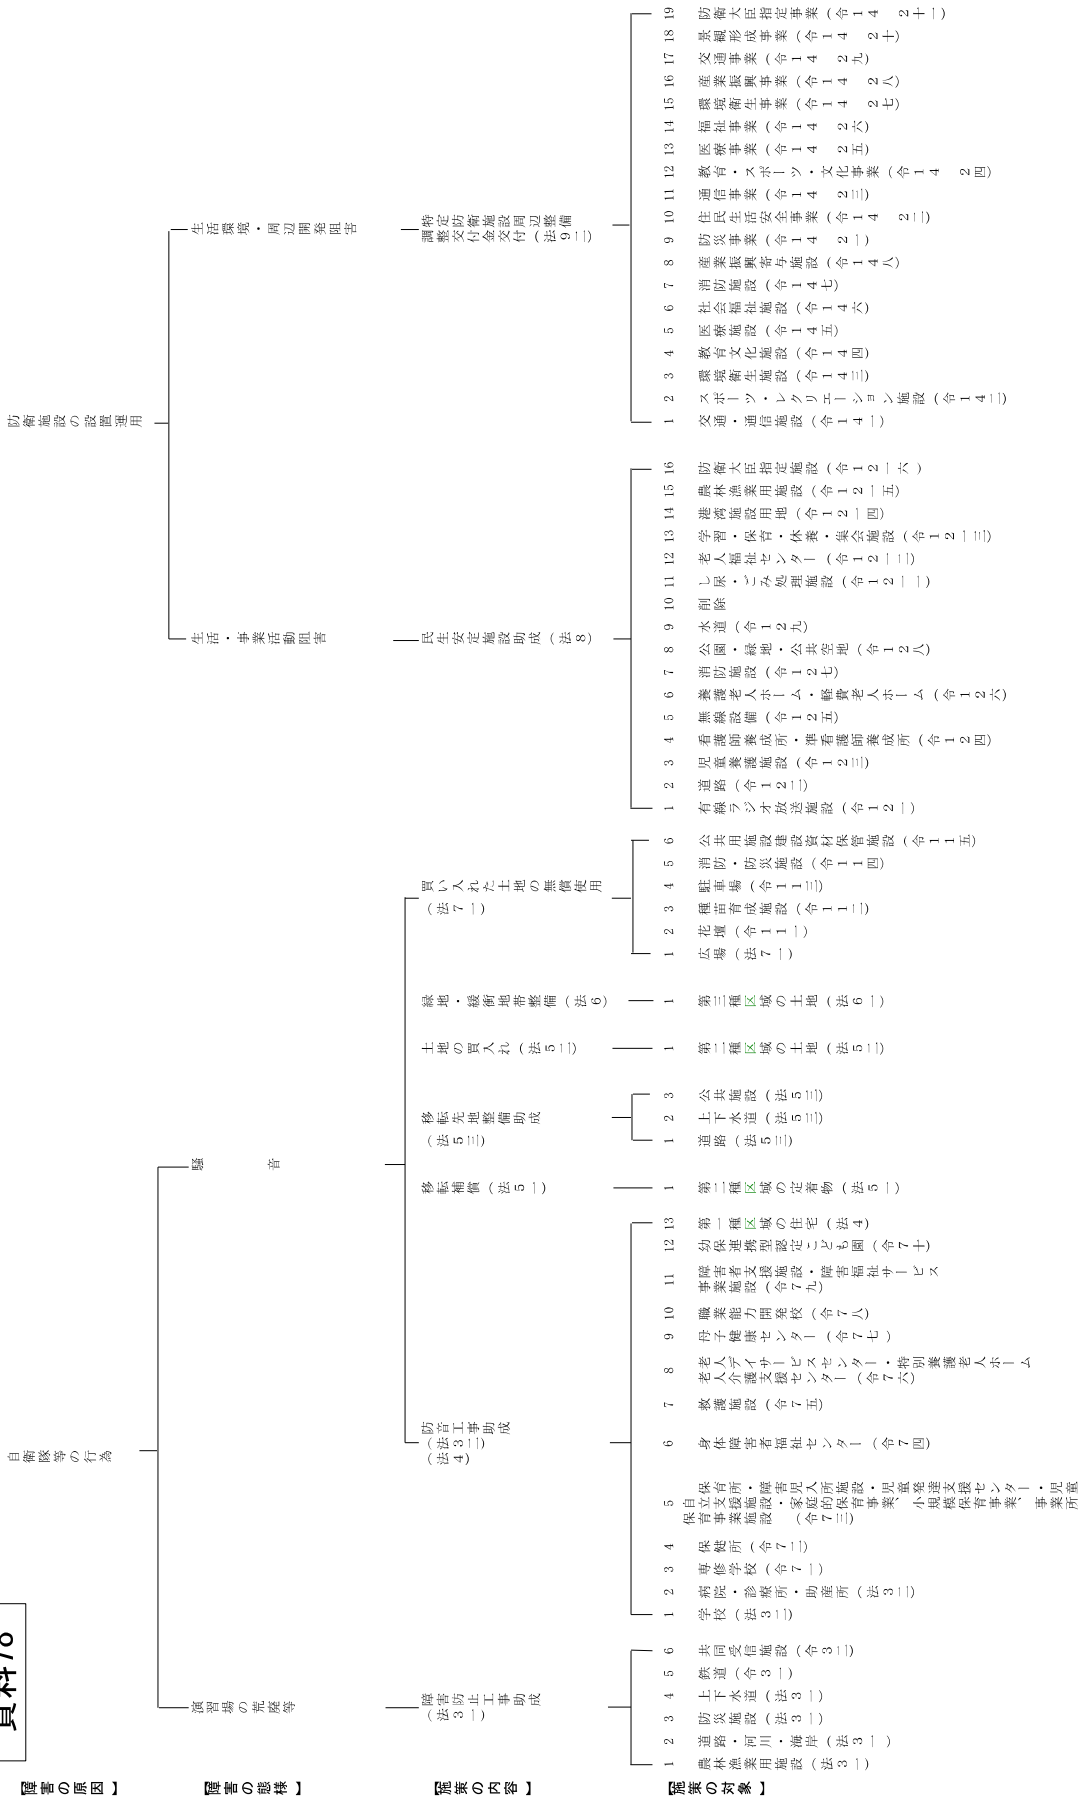 【障害の原因】
【障害の態様】
【施策の内容】
【施策の対象】
自衛隊等の行為
演習場の荒廃等
障害防止工事助成
(法3一)
1 農林漁業用施設(法3一)
2 道路・河川・海岸(法3一)
3 防災施設(法3一)
4 上下水道(法3一)
5 鉄道(令3一)
6 共同受信施設(令3二)
騒 音
防音工事助成
(法3二)
(法4)
1 学校(法3二)
2 病院・診療所・助産所(法3二)
3 専修学校(令7一)
4 保健所(令7二)
5 保育所・障害児入所施設・児童発達支援センター・児童
自立支援施設・家庭的保育事業、小規模保育事業、事業所
保育事業施設 (令7三)
6 身体障害者福祉センター(令7四)
7 救護施設(令7五)
8 老人デイサービスセンター・特別養護老人ホーム
老人介護支援センター(令7六)
9 母子健康センター(令7七)
10 職業能力開発校(令7八)
11 障害者支援施設・障害福祉サービス
事業施設(令7九)
12 幼保連携型認定こども園(令7十)
13 第一種区域の住宅(法4)
移転補償(法5一)
1 第二種区域の定着物(法5一)
移転先地整備助成
(法5三)
1 道路(法5三)
2 上下水道(法5三)
3 公共施設(法5三)
土地の買入れ(法5二)
1 第二種区域の土地(法5二)
緑地・緩衝地帯整備(法6)
1 第三種区域の土地(法6一)
買い入れた土地の無償使用
(法7一)
1 広場(法7一)
2 花壇(令11一)
3 種苗育成施設(令11二)
4 駐車場(令11三)
5 消防・防災施設(令11四)
6 公共用施設建設資材保管施設(令11五)
防衛施設の設置運用
生活・事業活動阻害
民生安定施設助成(法8)
1 有線ラジオ放送施設(令12一)
2 道路(令12二)
3 児童養護施設(令12三)
4 看護師養成所・準看護師養成所(令12四)
5 無線設備(令12五)
6 養護老人ホーム・軽費老人ホーム(令12六)
7 消防施設(令12七)
8 公園・緑地・公共空地(令12八)
9 水道(令12九)
10 削除
11 し尿・ごみ処理施設(令12一一)
12 老人福祉センター(令12一二)
13 学習・保育・休養・集会施設(令12一三)
14 港湾施設用地(令12一四)
15 農林漁業用施設(令12一五)
16 防衛大臣指定施設(令12一六)
生活環境・周辺開発阻害
特定防衛施設周辺整備
調整交付金交付(法9二)
1 交通・通信施設(令14一)
2 スポーツ・レクリエーション施設(令14二)
3 環境衛生施設(令14三)
4 教育文化施設(令14四)
5 医療施設(令14五)
6 社会福祉施設(令14六)
7 消防施設(令14七)
8 産業振興寄与施設(令14八)
9 防災事業(令14 2一)
10 住民生活安全事業(令14 2二)
11 通信事業(令14 2三)
12 教育・スポーツ・文化事業(令14 2四)
13 医療事業(令14 2五)
14 福祉事業(令14 2六)
15 環境衛生事業(令14 2七)
16 産業振興事業(令14 2八)
17 交通事業(令14 2九)
18 景観形成事業(令14 2十)
19 防衛大臣指定事業(令14 2十一)